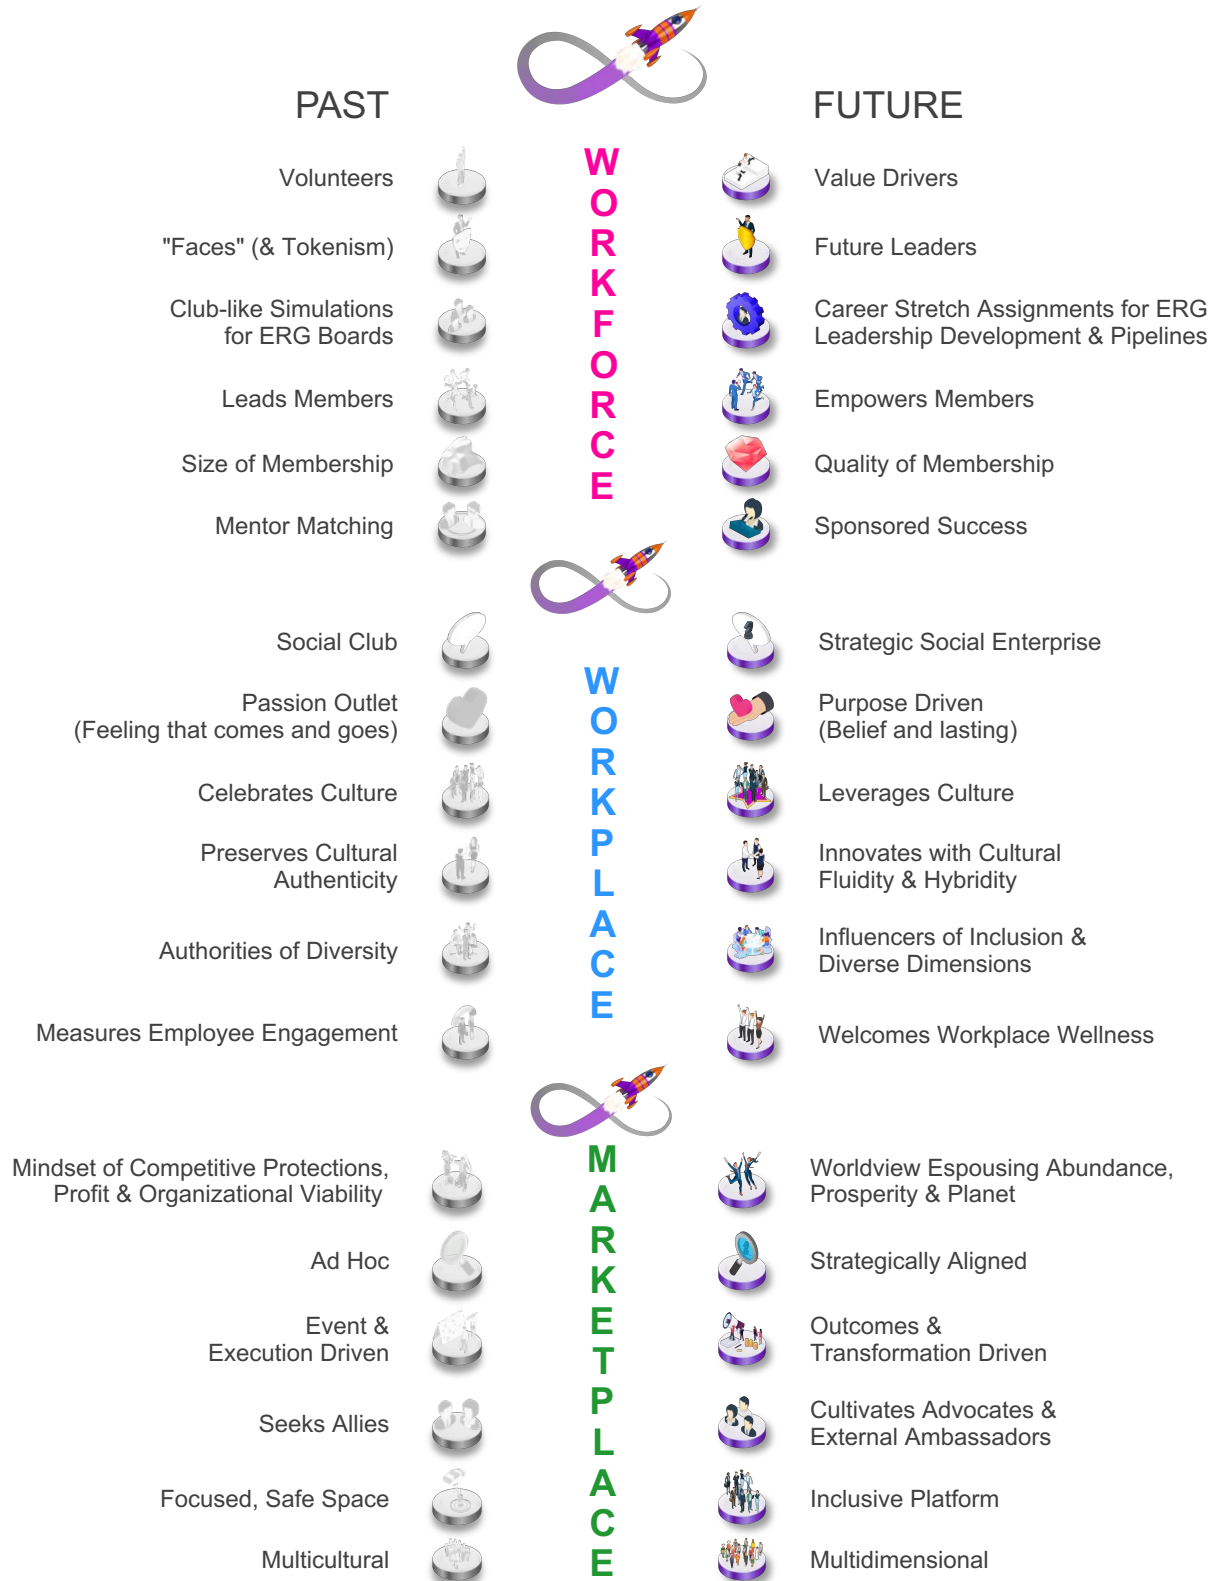 PAST
FUTURE
WORKFORCE
Volunteers
Value Drivers
"Faces" (& Tokenism)
Future Leaders
Club-like Simulations
for ERG Boards
Career Stretch Assignments for ERG
Leadership Development & Pipelines
Leads Members
Empowers Members
Size of Membership
Quality of Membership
Mentor Matching
Sponsored Success
WORKPLACE
Social Club
Strategic Social Enterprise
Passion Outlet
(Feeling that comes and goes)
Purpose Driven
(Belief and lasting)
Celebrates Culture
Leverages Culture
Preserves Cultural
Authenticity
Innovates with Cultural
Fluidity & Hybridity
Authorities of Diversity
Influencers of Inclusion &
Diverse Dimensions
Measures Employee Engagement
Welcomes Workplace Wellness
MARKETPLACE
Mindset of Competitive Protections,
Profit & Organizational Viability
Worldview Espousing Abundance,
Prosperity & Planet
Ad Hoc
Strategically Aligned
Event &
Execution Driven
Outcomes &
Transformation Driven
Seeks Allies
Cultivates Advocates &
External Ambassadors
Focused, Safe Space
Inclusive Platform
Multicultural
Multidimensional